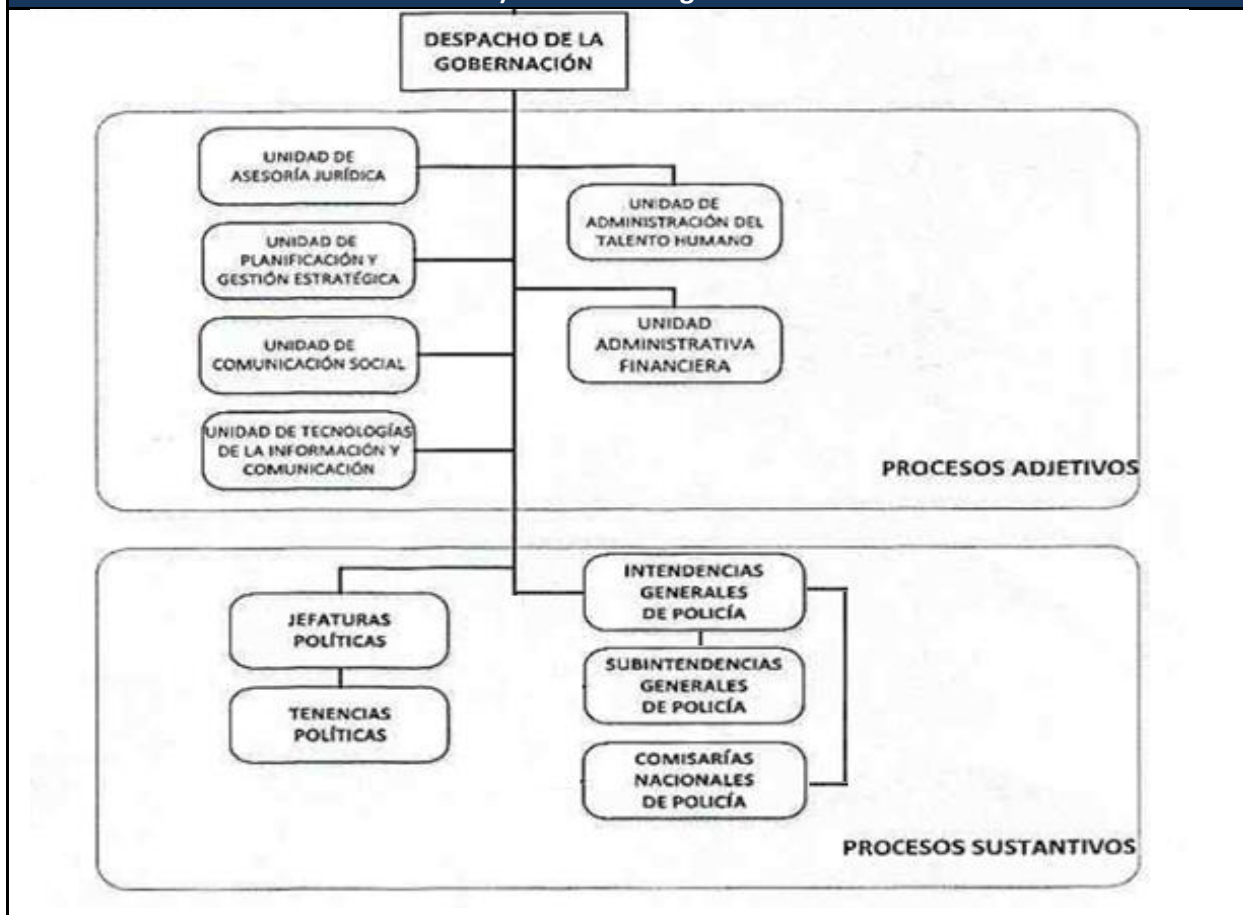 DESPACHO DE LA
GOBERNACIÓN
UNIDAD DE
ASESORÍA JURÍDICA
UNIDAD DE
ADMINISTRACIÓN DEL
TALENTO HUMANO
UNIDAD DE
PLANIFICACIÓN Y
GESTIÓN ESTRATÉGICA
UNIDAD
ADMINISTRATIVA
FINANCIERA
UNIDAD DE
COMUNICACIÓN SOCIAL
UNIDAD DE TECNOLOGÍAS
DE LA INFORMACIÓN Y
COMUNICACIÓN
PROCESOS ADJETIVOS
JEFATURAS
POLÍTICAS
TENENCIAS
POLÍTICAS
INTENDENCIAS
GENERALES
DE POLICÍA
SUBINTENDENCIAS
GENERALES
DE POLICÍA
COMISARÍAS
NACIONALES
DE POLICÍA
PROCESOS SUSTANTIVOS